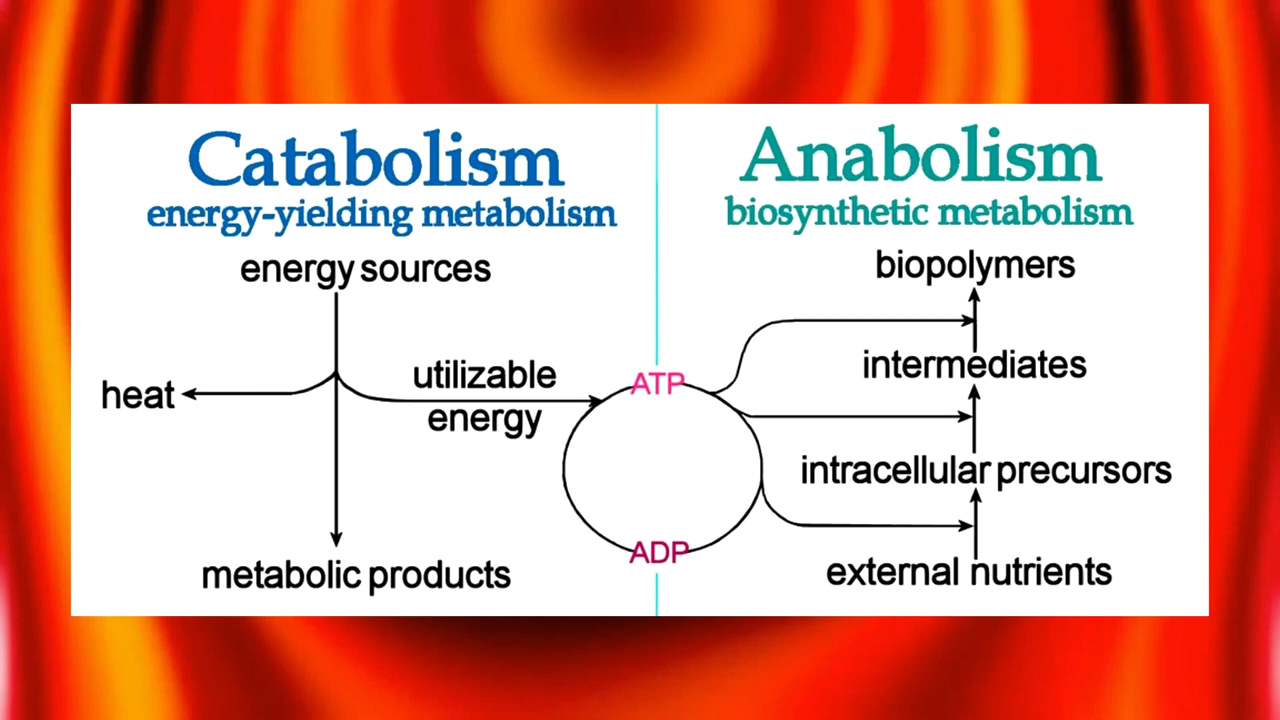 Catabolism
energy-yielding metabolism
energy sources
heat
utilizable
energy
metabolic products
ATP
ADP
Anabolism
biosynthetic metabolism
biopolymers
intermediates
intracellular precursors
external nutrients